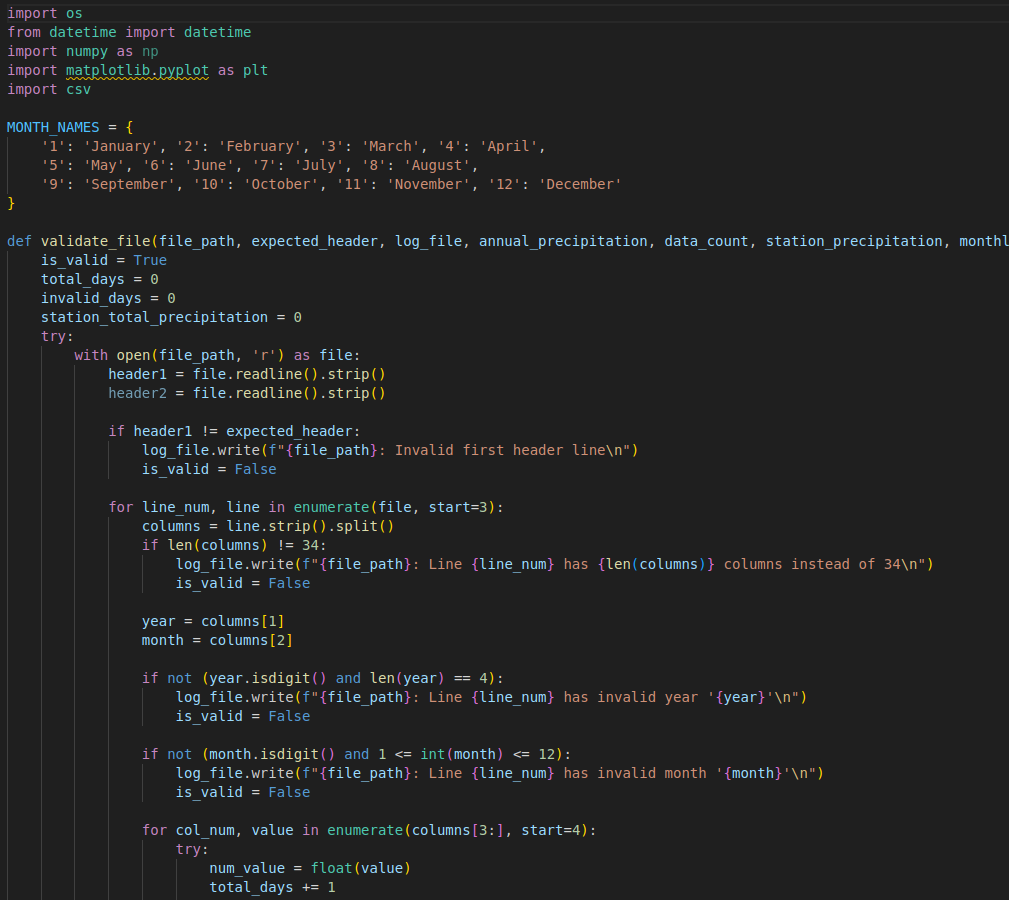 import os
from datetime import datetime
import numpy as np
import matplotlib.pyplot as plt
import csv

MONTH_NAMES = {
    '1': 'January', '2': 'February', '3': 'March', '4': 'April',
    '5': 'May', '6': 'June', '7': 'July', '8': 'August',
    '9': 'September', '10': 'October', '11': 'November', '12': 'December'
}

def validate_file(file_path, expected_header, log_file, annual_precipitation, data_count, station_precipitation, monthl
    is_valid = True
    total_days = 0
    invalid_days = 0
    station_total_precipitation = 0
    try:
        with open(file_path, 'r') as file:
            header1 = file.readline().strip()
            header2 = file.readline().strip()

            if header1 != expected_header:
                log_file.write(f"{file_path}: Invalid first header line\n")
                is_valid = False

            for line_num, line in enumerate(file, start=3):
                columns = line.strip().split()
                if len(columns) != 34:
                    log_file.write(f"{file_path}: Line {line_num} has {len(columns)} columns instead of 34\n")
                    is_valid = False

                year = columns[1]
                month = columns[2]

                if not (year.isdigit() and len(year) == 4):
                    log_file.write(f"{file_path}: Line {line_num} has invalid year '{year}'\n")
                    is_valid = False

                if not (month.isdigit() and 1 <= int(month) <= 12):
                    log_file.write(f"{file_path}: Line {line_num} has invalid month '{month}'\n")
                    is_valid = False

                for col_num, value in enumerate(columns[3:], start=4):
                    try:
                        num_value = float(value)
                        total_days += 1